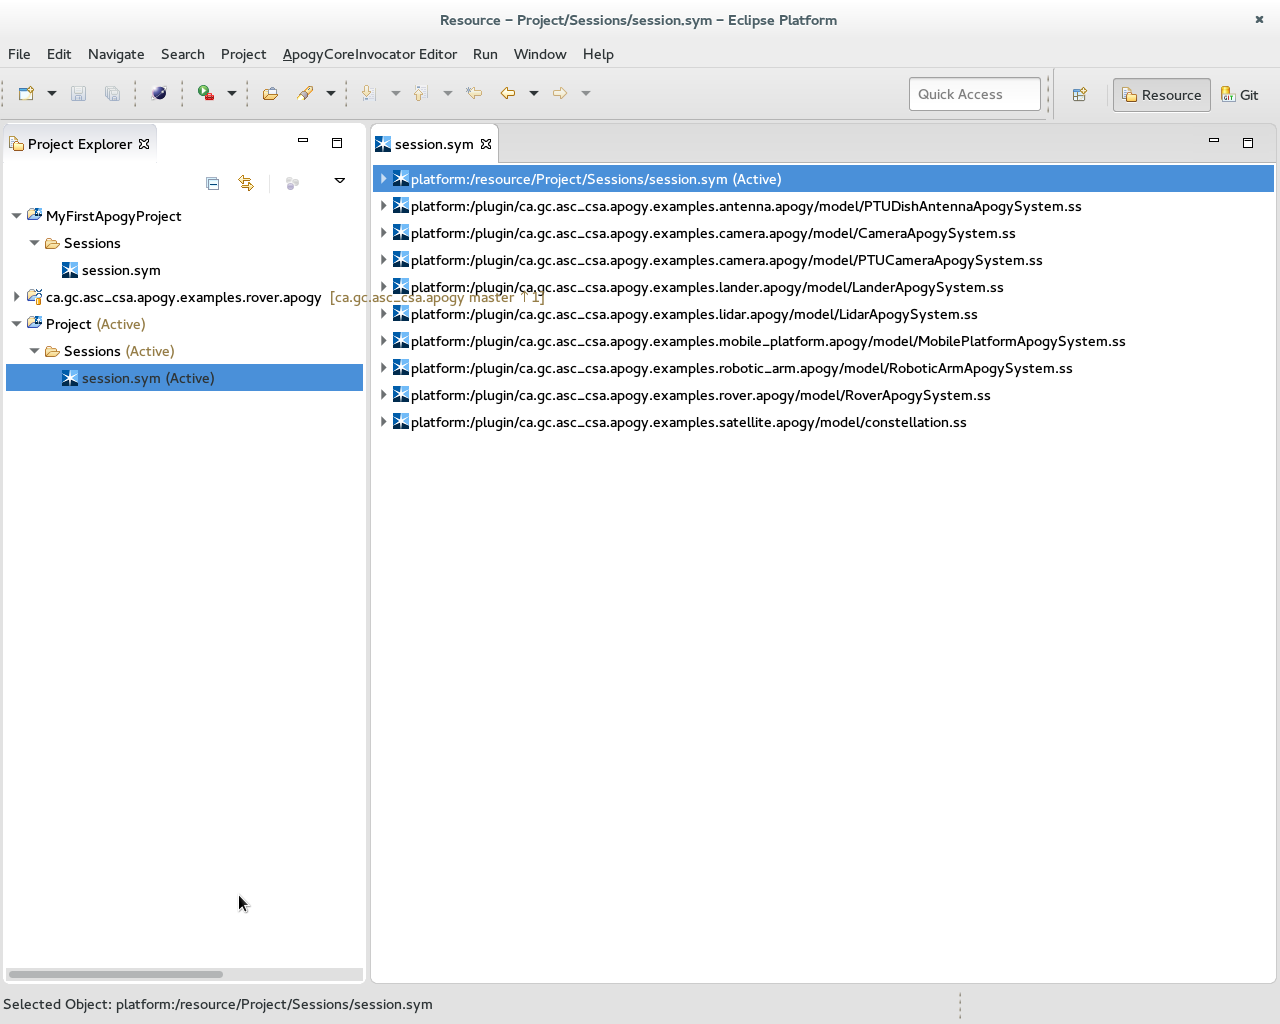 Resource – Project/Sessions/session.sym – Eclipse Platform
File Edit Navigate Search Project ApogyCoreInvocator Editor Run Window Help
Quick Access
Resource
Git
Project Explorer
MyFirstApogyProject
Sessions
session.sym
ca.gc.asc_csa.apogy.examples.rover.apogy [ca.gc.asc_csa.apogy master ↑1]
Project (Active)
Sessions (Active)
session.sym (Active)
session.sym
platform:/resource/Project/Sessions/session.sym (Active)
platform:/plugin/ca.gc.asc_csa.apogy.examples.antenna.apogy/model/PTUDishAntennaApogySystem.ss
platform:/plugin/ca.gc.asc_csa.apogy.examples.camera.apogy/model/CameraApogySystem.ss
platform:/plugin/ca.gc.asc_csa.apogy.examples.camera.apogy/model/PTUCameraApogySystem.ss
platform:/plugin/ca.gc.asc_csa.apogy.examples.lander.apogy/model/LanderApogySystem.ss
platform:/plugin/ca.gc.asc_csa.apogy.examples.lidar.apogy/model/LidarApogySystem.ss
platform:/plugin/ca.gc.asc_csa.apogy.examples.mobile_platform.apogy/model/MobilePlatformApogySystem.ss
platform:/plugin/ca.gc.asc_csa.apogy.examples.robotic_arm.apogy/model/RoboticArmApogySystem.ss
platform:/plugin/ca.gc.asc_csa.apogy.examples.rover.apogy/model/RoverApogySystem.ss
platform:/plugin/ca.gc.asc_csa.apogy.examples.satellite.apogy/model/constellation.ss
Selected Object: platform:/resource/Project/Sessions/session.sym